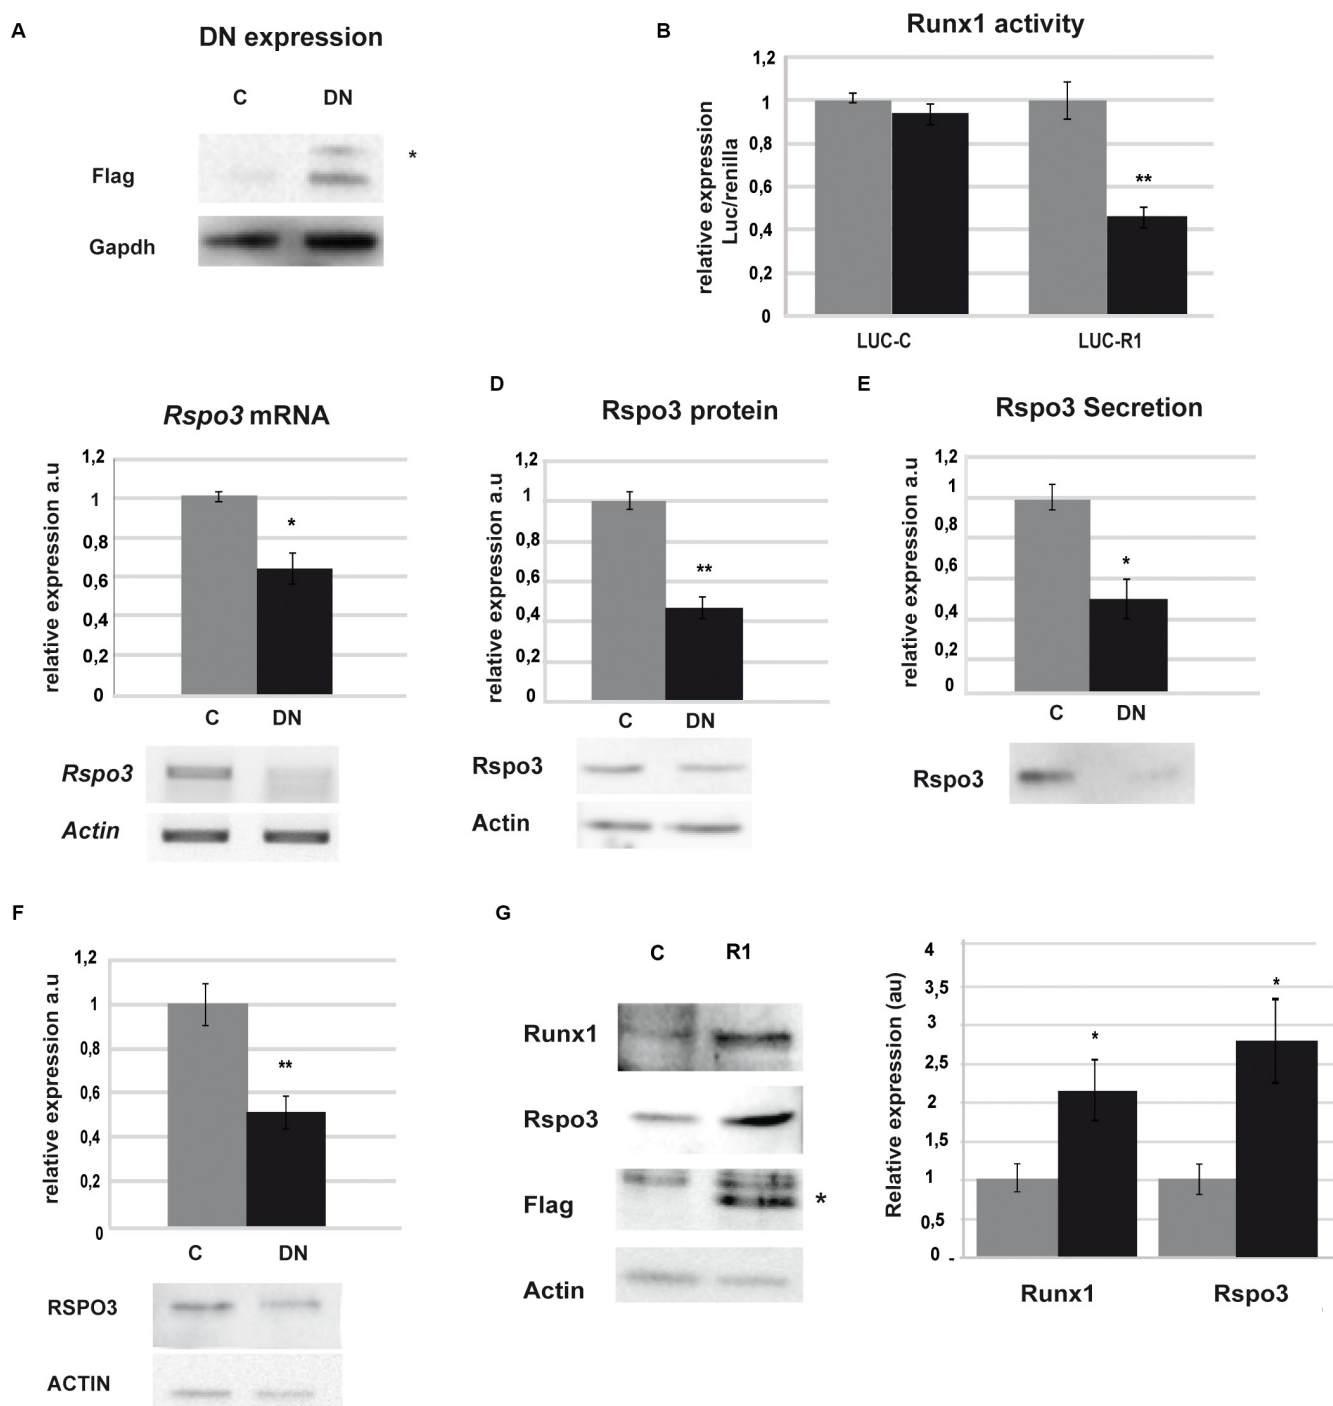 A
DN expression
C DN
Flag
*
Gapdh
B
Runx1 activity
relative expression
Luc/renilla
1,2
1
0,8
0,6
0,4
0,2
0
**
LUC-C LUC-R1
Rspo3 mRNA
relative expression a.u
1,2
1
0,8
0,6
0,4
0,2
0
*
C DN
Rspo3
Actin
D
Rspo3 protein
relative expression a.u
1,2
1
0,8
0,6
0,4
0,2
0
**
C DN
Rspo3
Actin
E
Rspo3 Secretion
relative expression a.u
1,2
1
0,8
0,6
0,4
0,2
0
*
C DN
Rspo3
F
relative expression a.u
1,2
1
0,8
0,6
0,4
0,2
0
**
C DN
RSPO3
ACTIN
G
C R1
Runx1
Rspo3
Flag
*
Actin
Relative expression (au)
4
3,5
3
2,5
2
1,5
1
0,5
0 -
*
*
Runx1 Rspo3